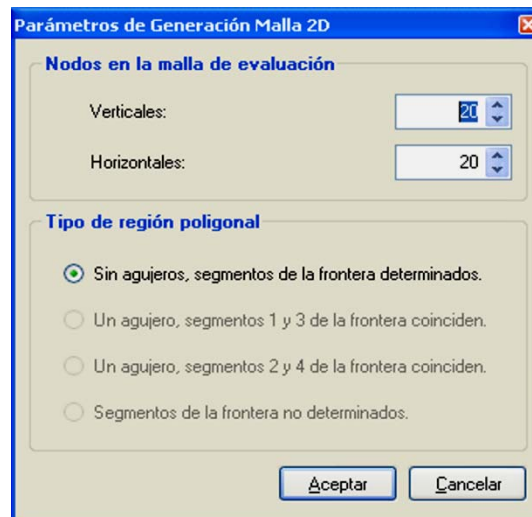 Parámetros de Generación Malla 2D
Nodos en la malla de evaluación
Verticales: 20
Horizontales: 20
Tipo de región poligonal
Sin agujeros, segmentos de la frontera determinados.
Un agujero, segmentos 1 y 3 de la frontera coinciden.
Un agujero, segmentos 2 y 4 de la frontera coinciden.
Segmentos de la frontera no determinados.
Aceptar Cancelar